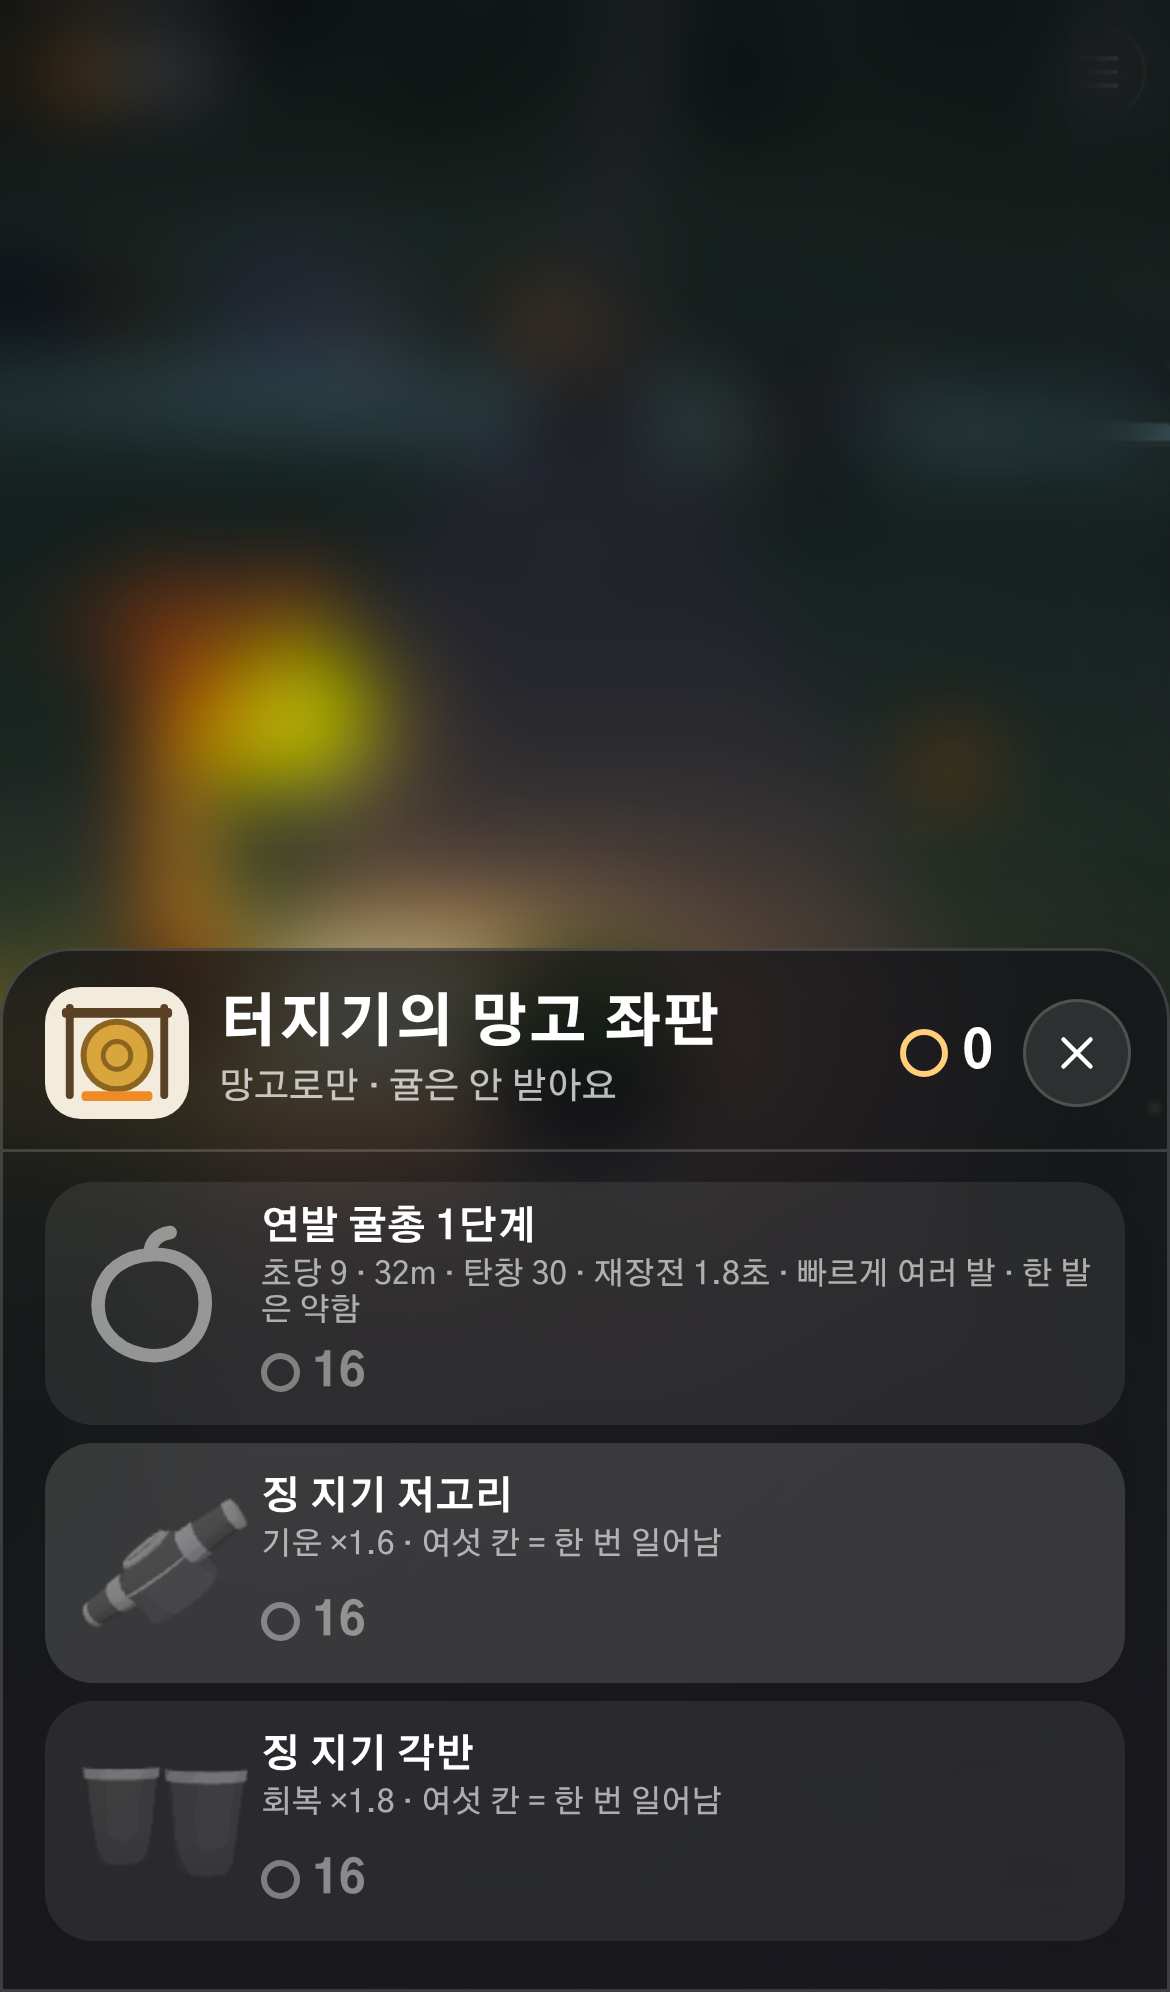 터지기의 망고 좌판
망고로만 · 귤은 안 받아요
0
연발 귤총 1단계
초당 9 · 32m · 탄창 30 · 재장전 1.8초 · 빠르게 여러 발 · 한 발
은 약함
16
징 지기 저고리
기운 ×1.6 · 여섯 칸 = 한 번 일어남
16
징 지기 각반
회복 ×1.8 · 여섯 칸 = 한 번 일어남
16